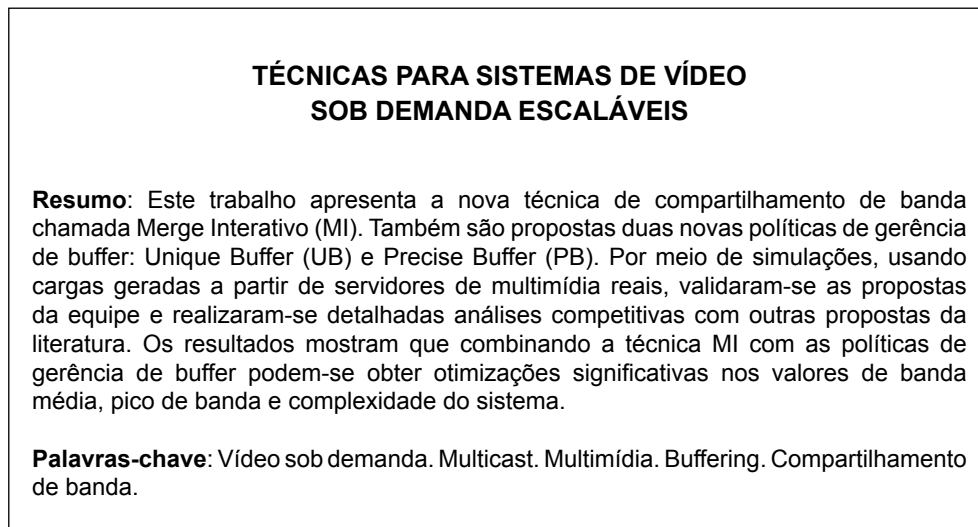 TÉCNICAS PARA SISTEMAS DE VÍDEO
SOB DEMANDA ESCALÁVEIS
Resumo: Este trabalho apresenta a nova técnica de compartilhamento de banda
chamada Merge Interativo (MI). Também são propostas duas novas políticas de gerência
de buffer: Unique Buffer (UB) e Precise Buffer (PB). Por meio de simulações, usando
cargas geradas a partir de servidores de multimídia reais, validaram-se as propostas
da equipe e realizaram-se detalhadas análises competitivas com outras propostas da
literatura. Os resultados mostram que combinando a técnica MI com as políticas de
gerência de buffer podem-se obter otimizações significativas nos valores de banda
média, pico de banda e complexidade do sistema.
Palavras-chave: Vídeo sob demanda. Multicast. Multimídia. Buffering. Compartilhamento
de banda.